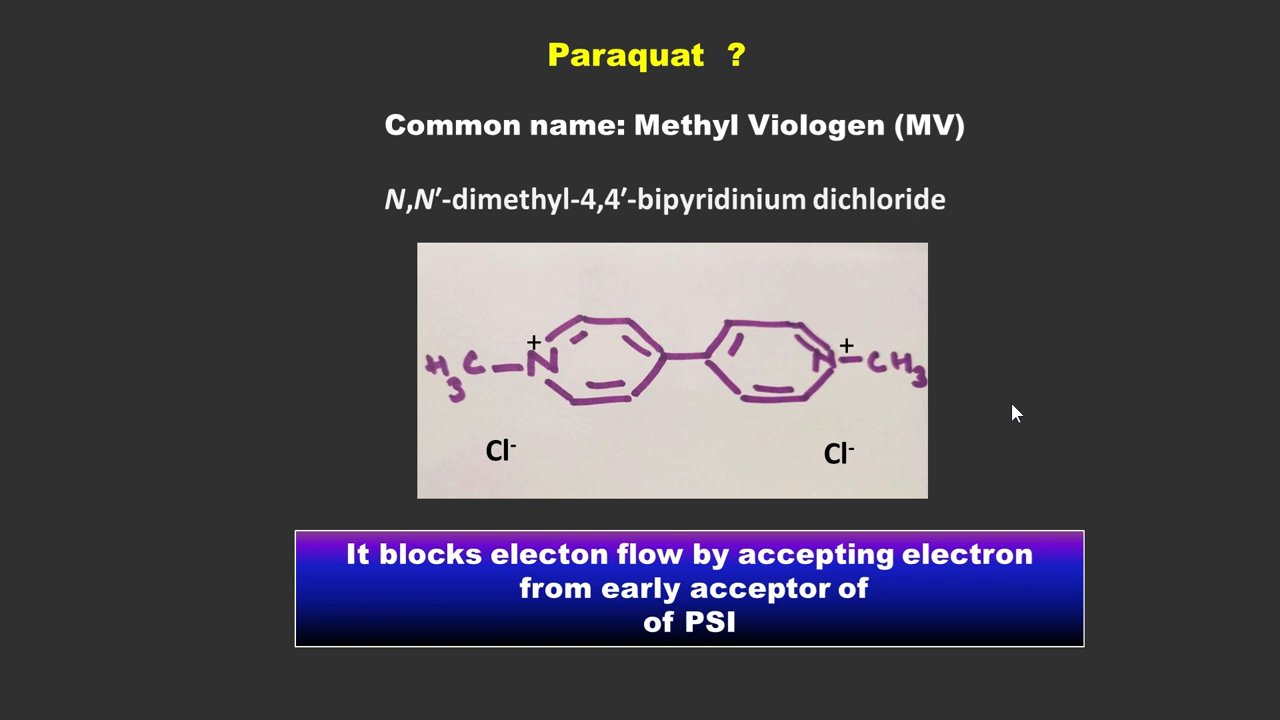 Paraquat ?
Common name: Methyl Viologen (MV)
N,N′-dimethyl-4,4′-bipyridinium dichloride
+ +
H3C N N CH3
Cl- Cl-
It blocks electon flow by accepting electron
from early acceptor of
of PSI